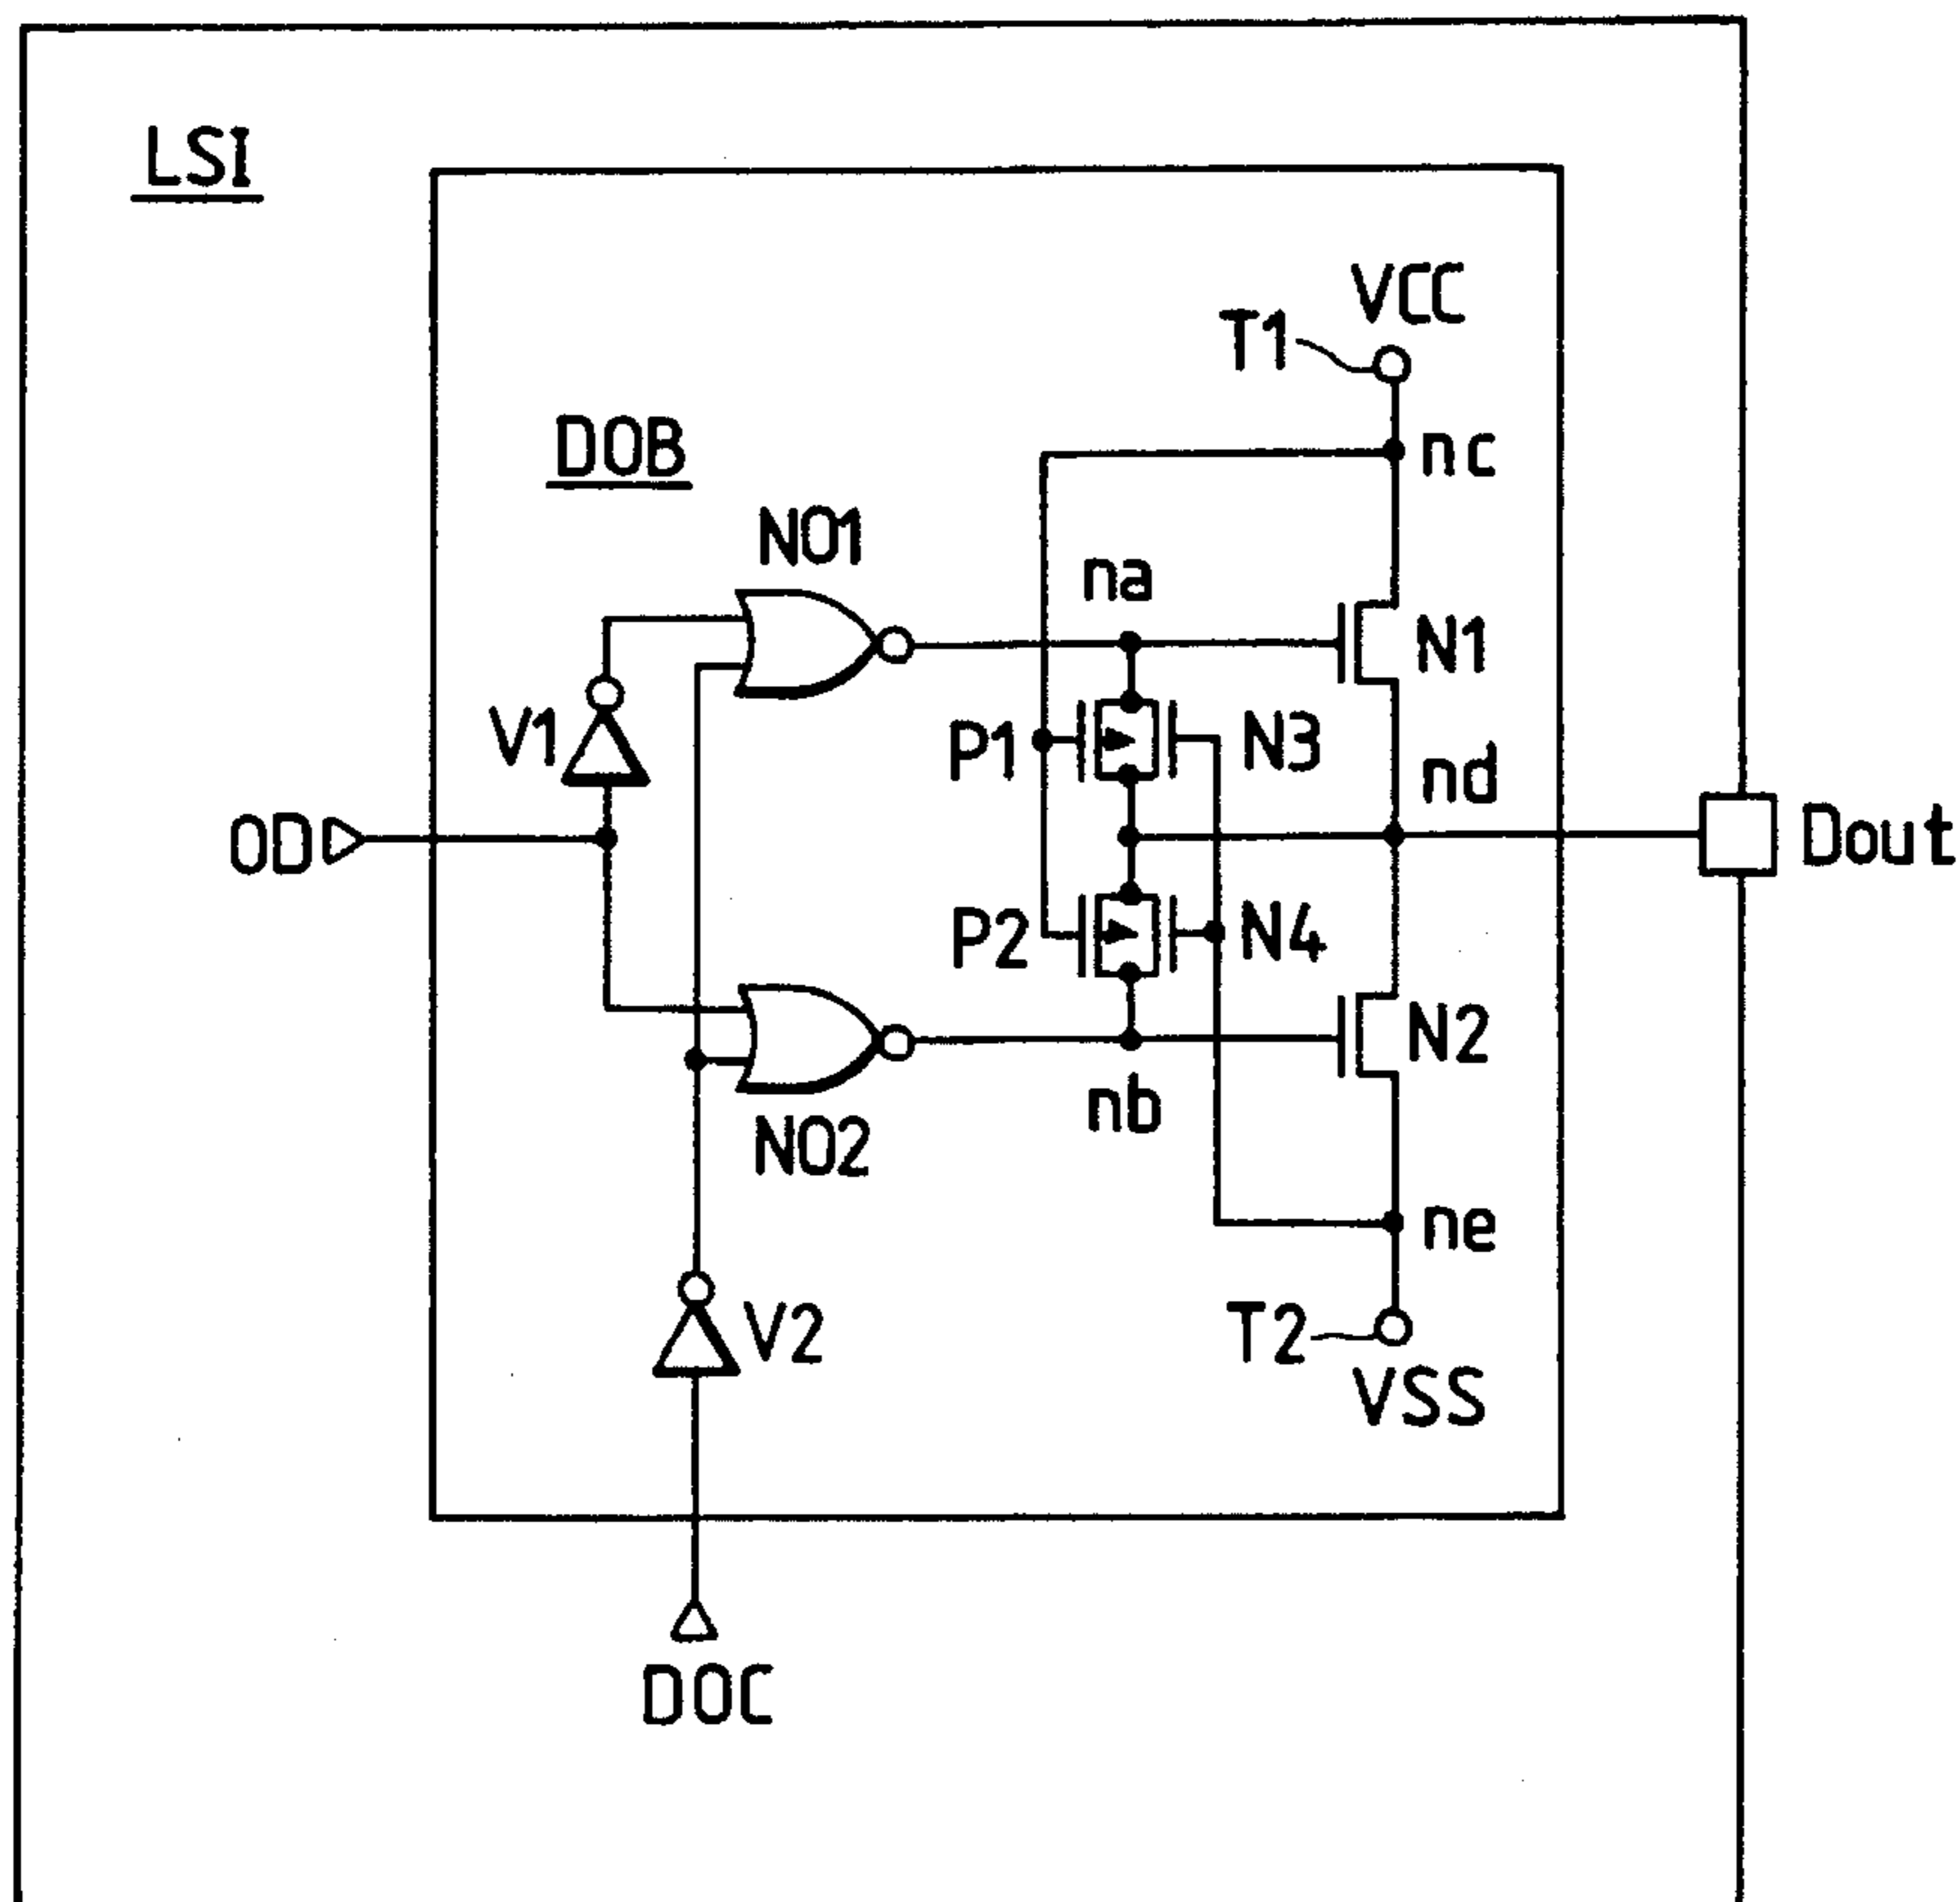 LSI
VCC
T1
DOB
nc
NO1
na
N1
V1
P1
N3
nd
OD
Dout
P2
N4
N2
nb
NO2
ne
V2
T2
VSS
DOC